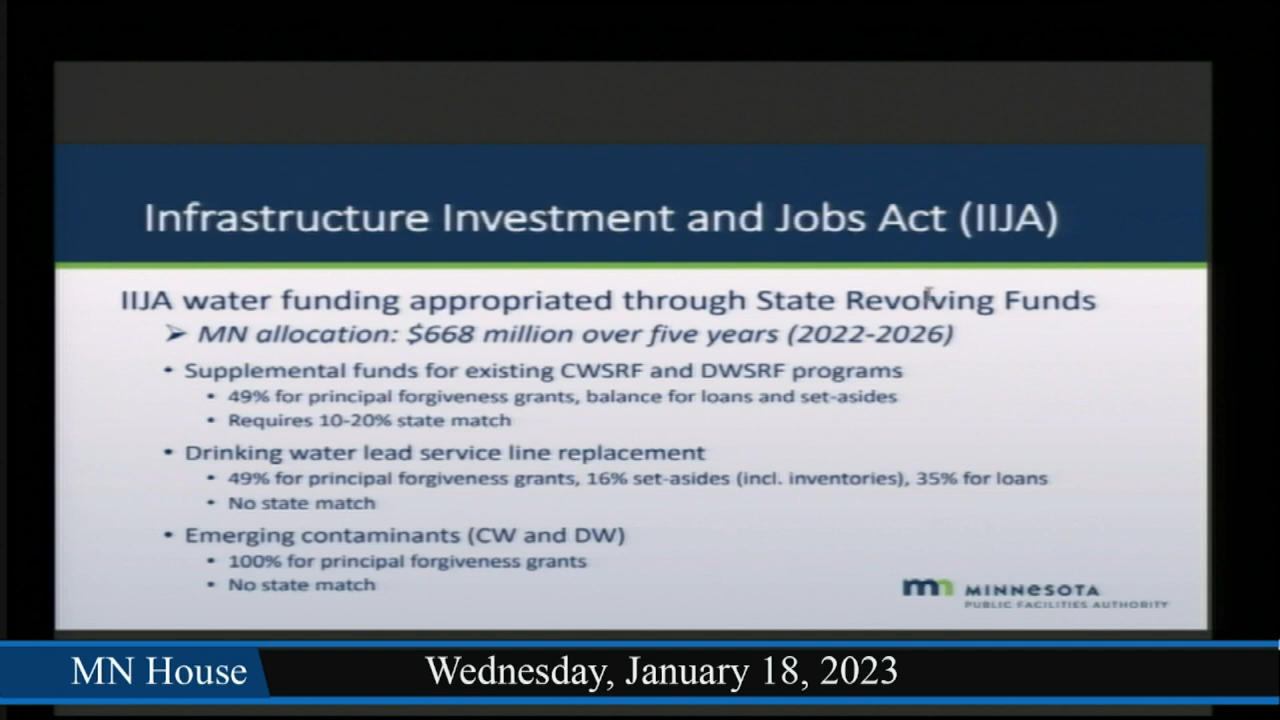 Infrastructure Investment and Jobs Act (IIJA)
IIJA water funding appropriated through State Revolving Funds
➤ MN allocation: $668 million over five years (2022-2026)
• Supplemental funds for existing CWSRF and DWSRF programs
• 49% for principal forgiveness grants, balance for loans and set-asides
• Requires 10-20% state match
• Drinking water lead service line replacement
• 49% for principal forgiveness grants, 16% set-asides (incl. inventories), 35% for loans
• No state match
• Emerging contaminants (CW and DW)
• 100% for principal forgiveness grants
• No state match
mn MINNESOTA
PUBLIC FACILITIES AUTHORITY
MN House Wednesday, January 18, 2023